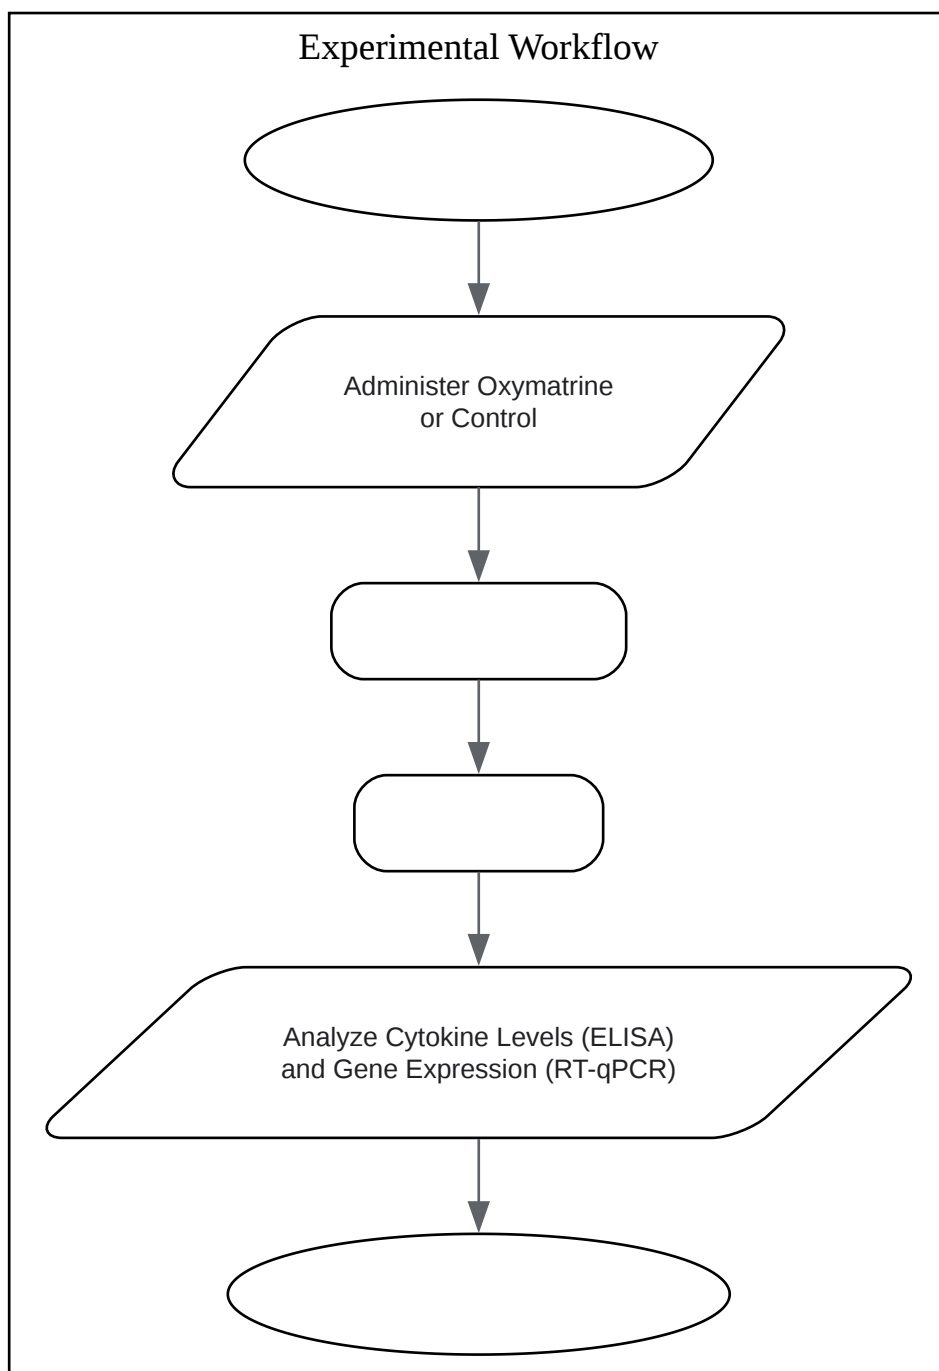 Experimental Workflow
Administer Oxymatrine
or Control
Analyze Cytokine Levels (ELISA)
and Gene Expression (RT-qPCR)